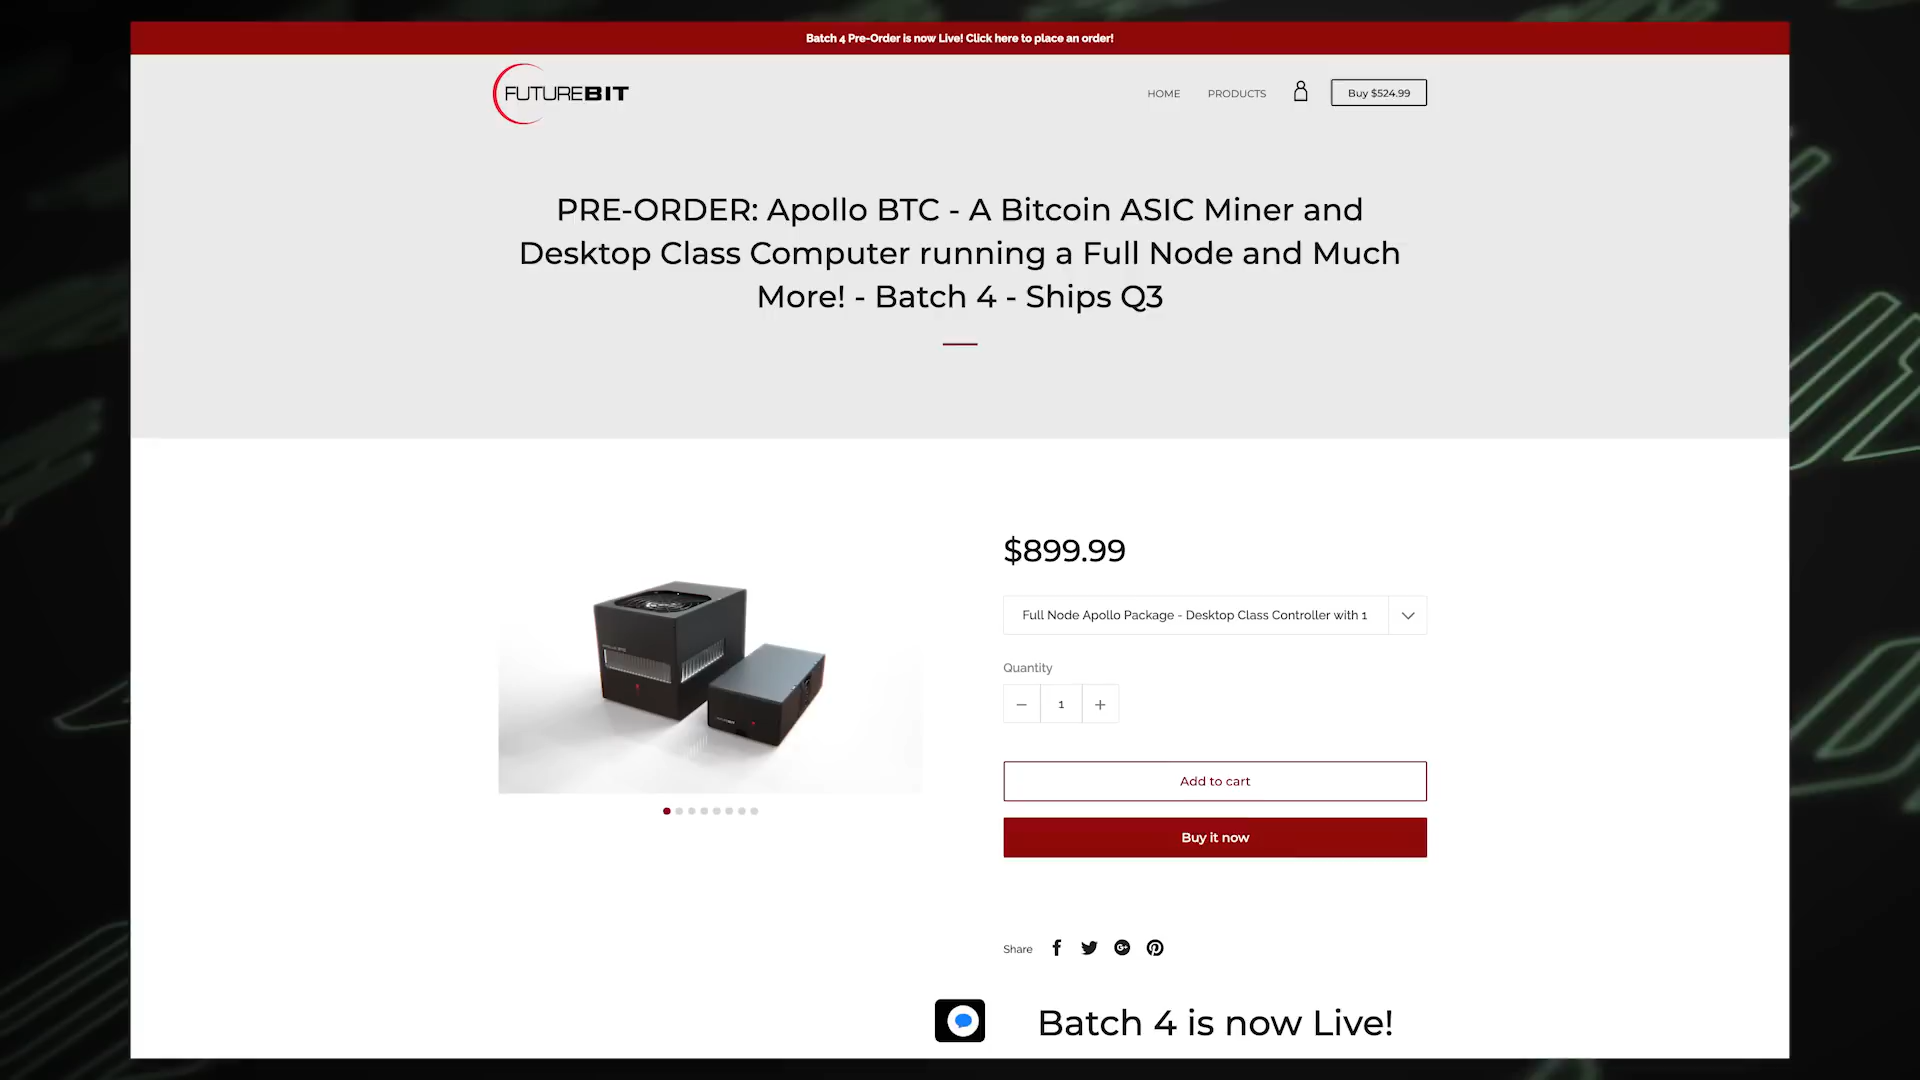 Batch 4 Pre-Order is now Live! Click here to place an order!
FUTUREBIT
HOME
PRODUCTS
Buy $524.99
PRE-ORDER: Apollo BTC - A Bitcoin ASIC Miner and
Desktop Class Computer running a Full Node and Much
More! - Batch 4 - Ships Q3
$899.99
Full Node Apollo Package - Desktop Class Controller with 1
Quantity
1
Add to cart
Buy it now
Share
Batch 4 is now Live!